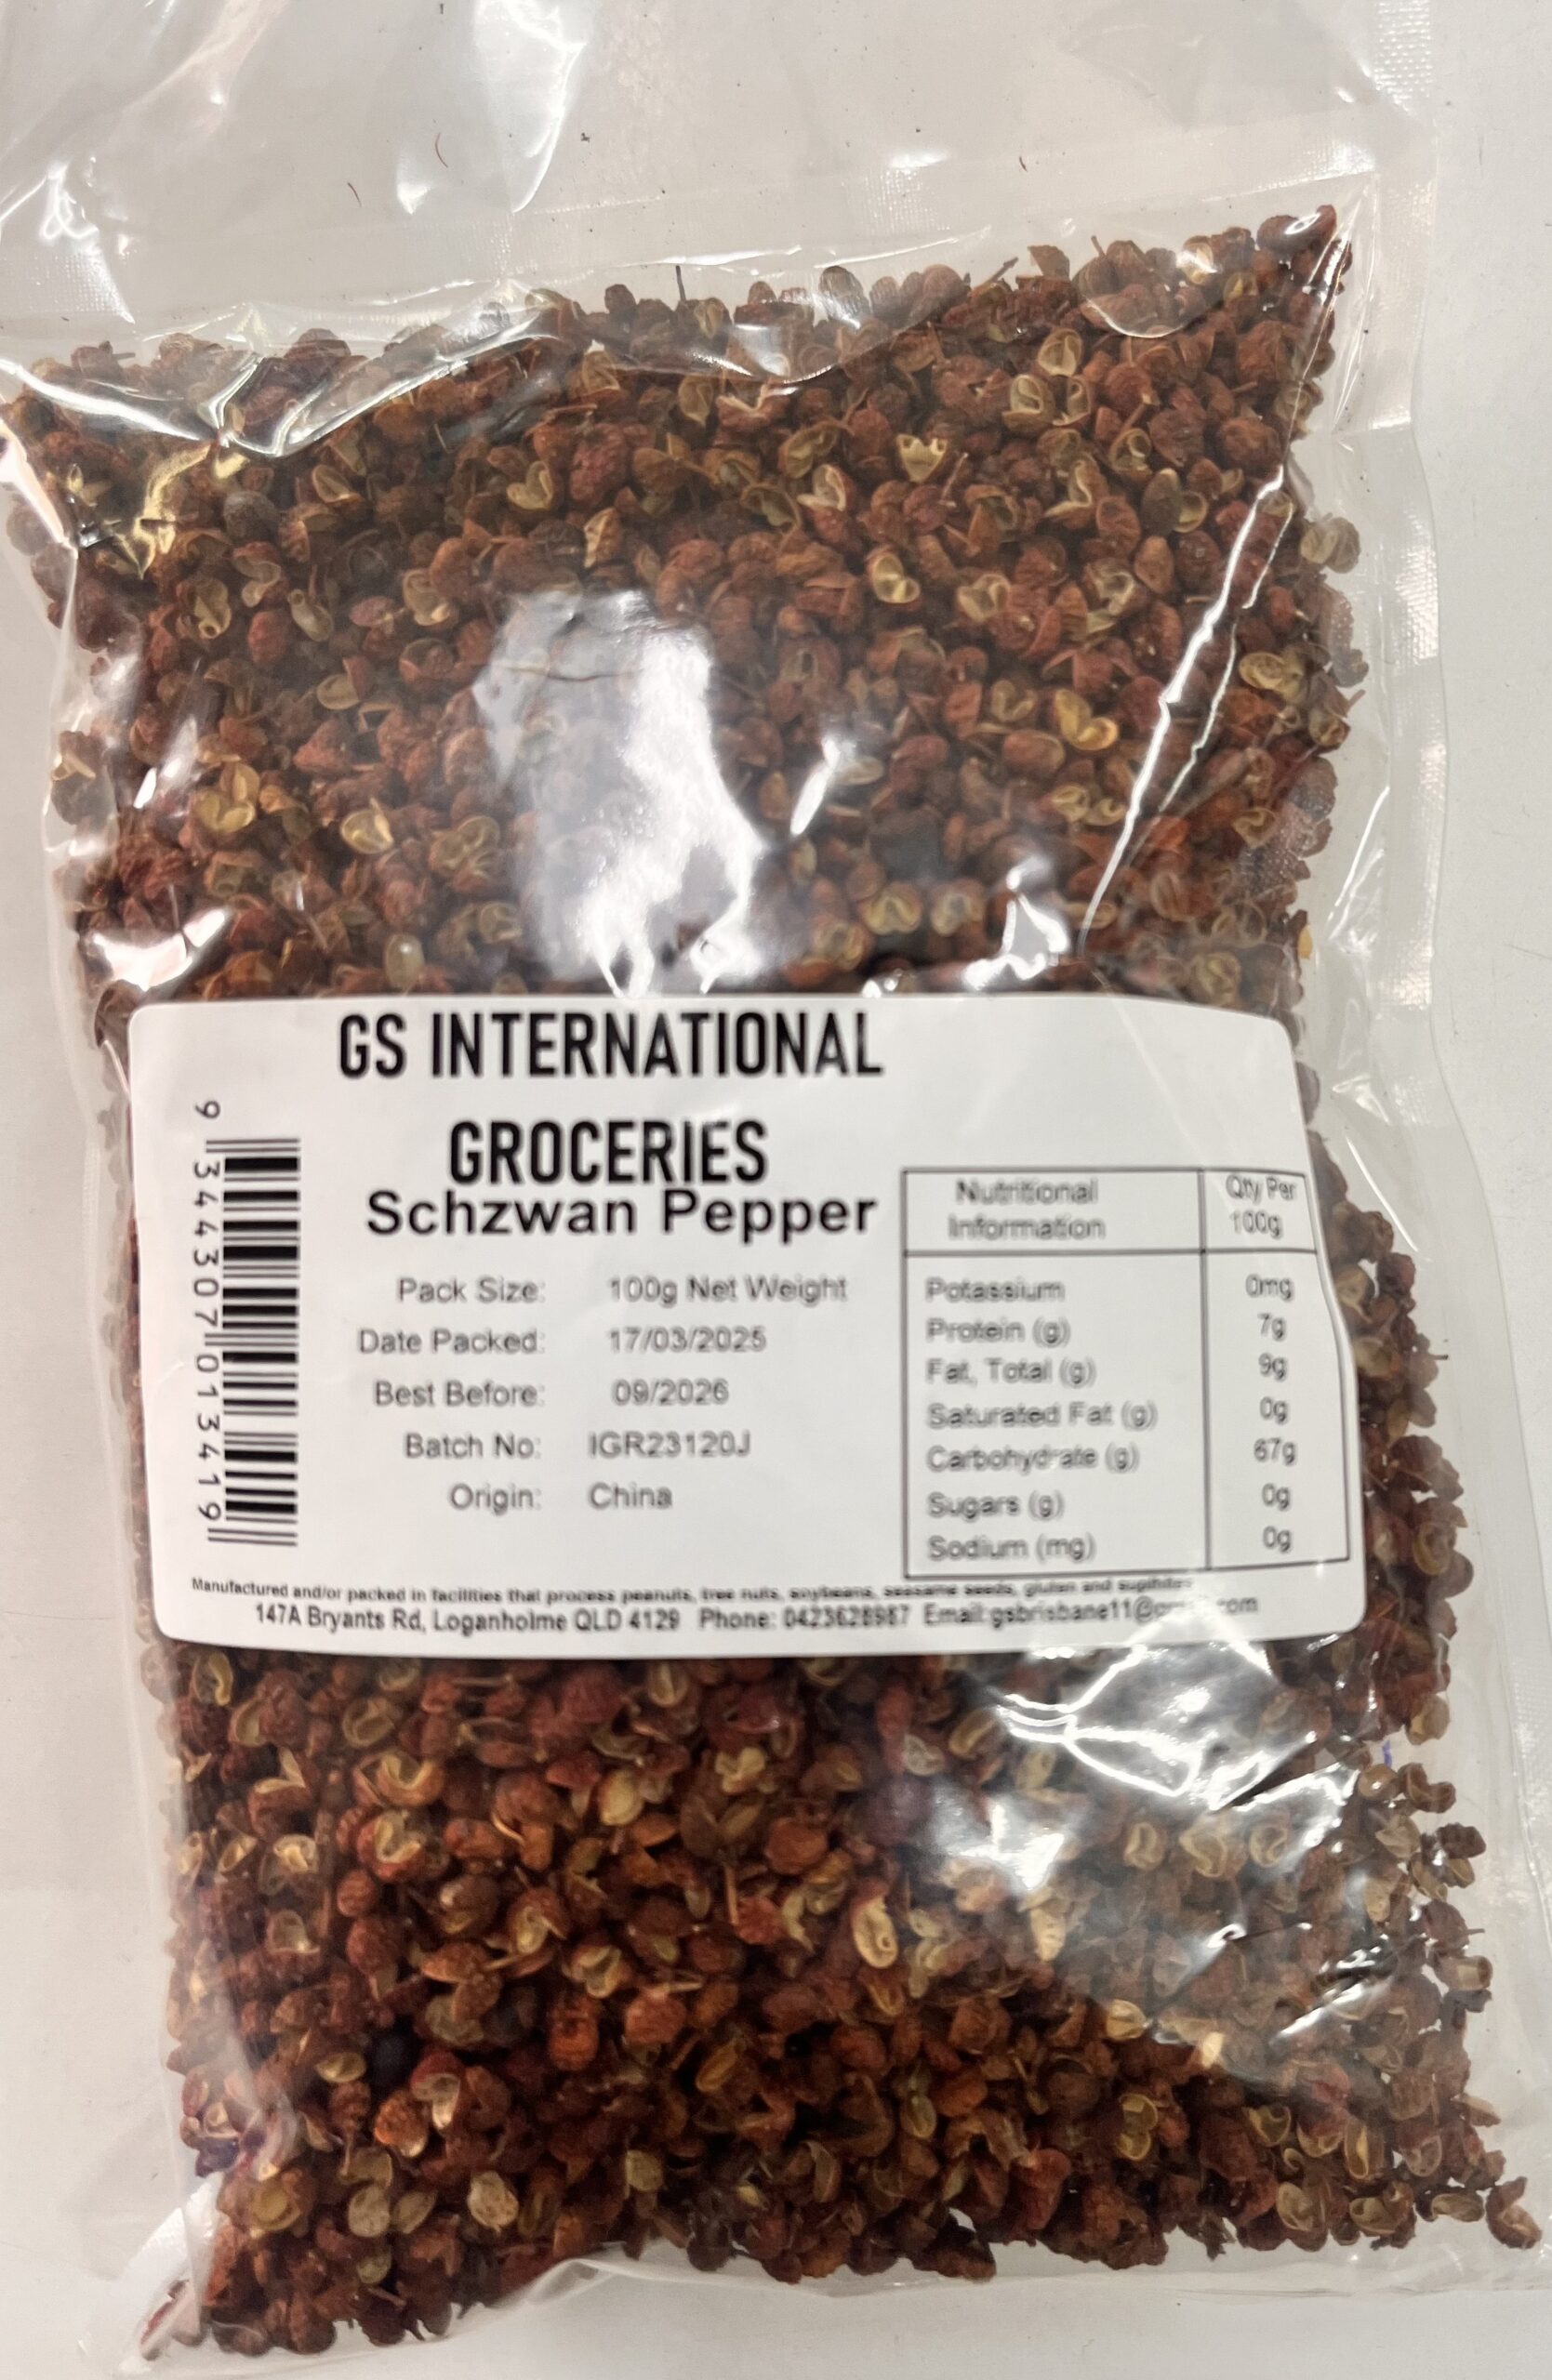 GS INTERNATIONAL
GROCERIES
Schzwan Pepper
Pack Size: 100g Net Weight
Date Packed: 17/03/2025
Best Before: 09/2026
Batch No: IGR23120J
Origin: China
9 344307 013419
Nutritional Information Qty Per 100g
Potassium 0mg
Protein (g) 7g
Fat, Total (g) 9g
Saturated Fat (g) 0g
Carbohydrate (g) 67g
Sugars (g) 0g
Sodium (mg) 0g
Manufactured and/or packed in facilities that process peanuts, tree nuts, soybeans, seasame seeds, gluten and
147A Bryants Rd, Loganholme QLD 4129 Phone: 0423628987 Email: